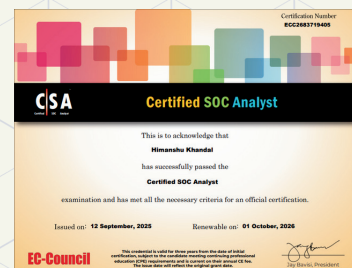 Certification Number
ECC2683719405
CSA
Certified SOC Analyst
Certified SOC Analyst
This is to acknowledge that
Himanshu Khandal
has successfully passed the
Certified SOC Analyst
examination and has met all the necessary criteria for an official certification.
Issued on: 12 September, 2025 Renewable on: 01 October, 2026
This credential is valid for three years from the date of initial
certification, subject to the candidate meeting continuing professional
education (CPE) requirements and is current on their annual CE fee.
The issue date will reflect the original grant date.
EC-Council
Jay Bavisi, President